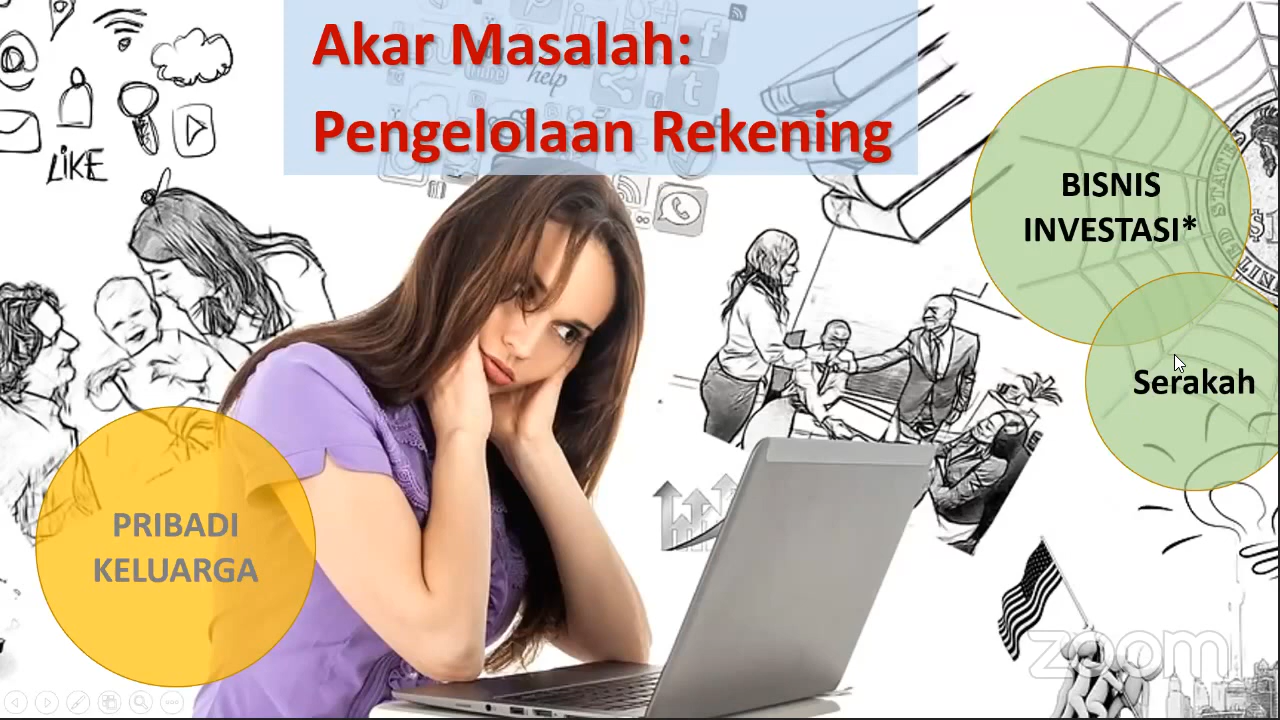 Akar Masalah:
Pengelolaan Rekening
help
LIKE
BISNIS
INVESTASI*
Serakah
PRIBADI
KELUARGA
zoom